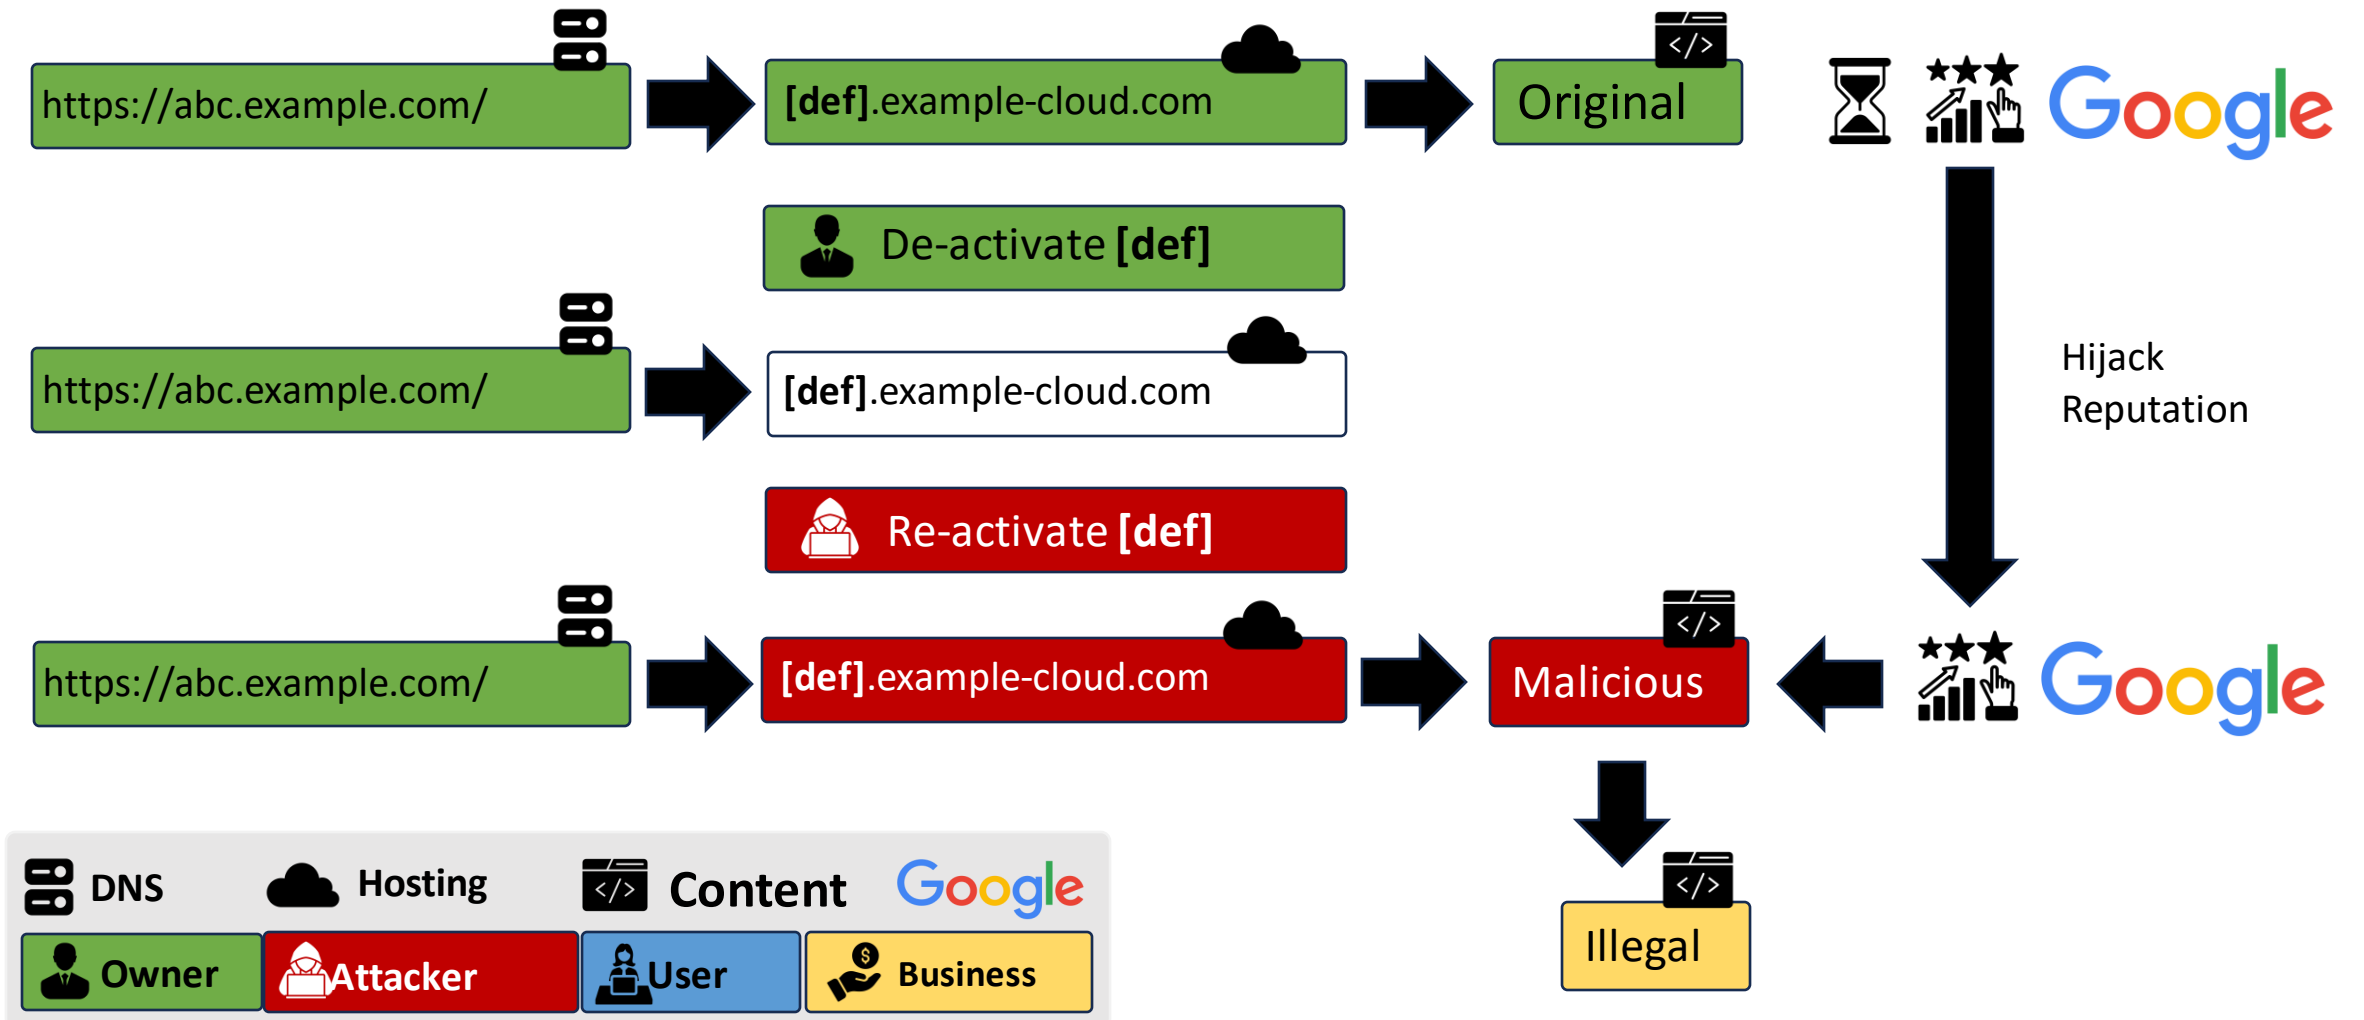 https://abc.example.com/
[def].example-cloud.com
</>
Original
Google
De-activate [def]
https://abc.example.com/
[def].example-cloud.com
Hijack
Reputation
Re-activate [def]
https://abc.example.com/
[def].example-cloud.com
</>
Malicious
Google
</>
Illegal
DNS
Hosting
</>
Content
Google
Owner
Attacker
User
$
Business